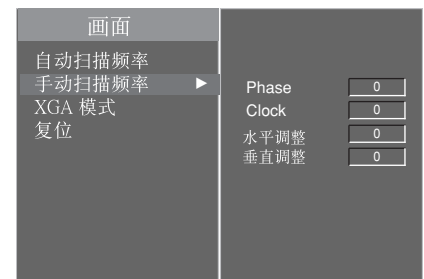 画面
自动扫描频率
手动扫描频率 ▶
XGA 模式
复位
Phase 0
Clock 0
水平调整 0
垂直调整 0